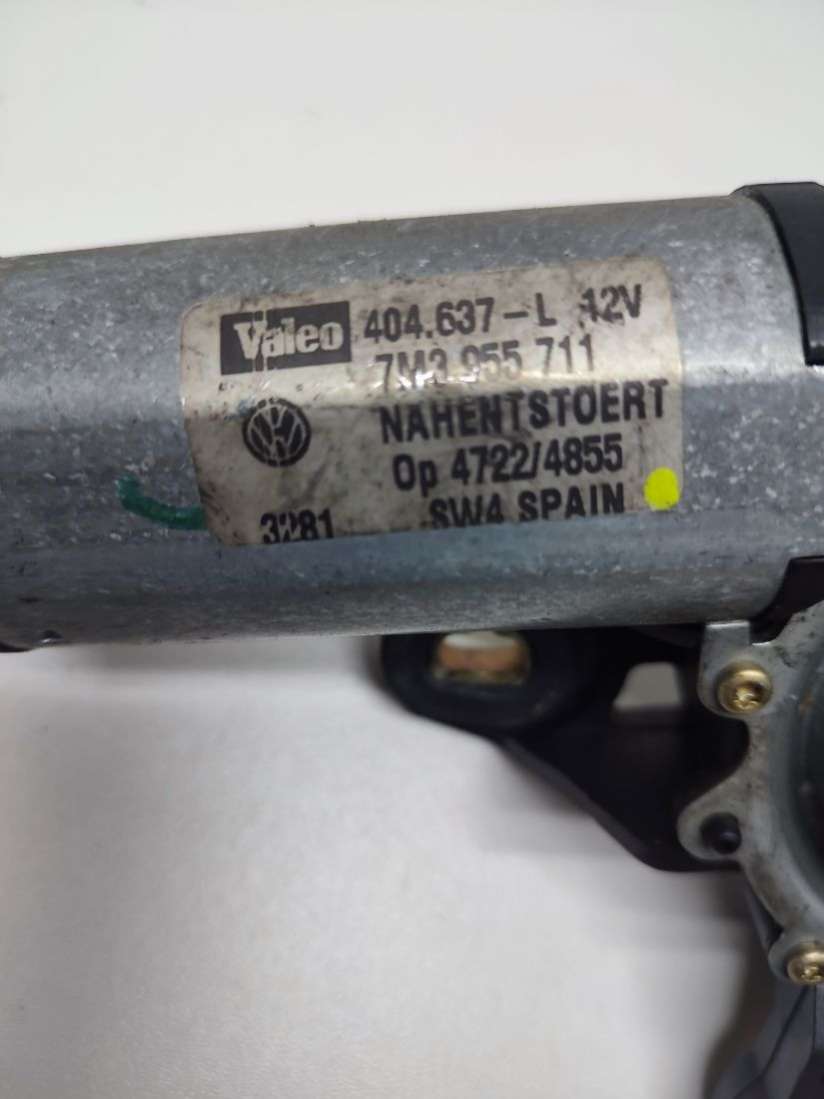 Valeo 404.637-L 12V
7M3 955 711
NAHENTSTOERT
Op 4722/4855
3281 SW4 SPAIN